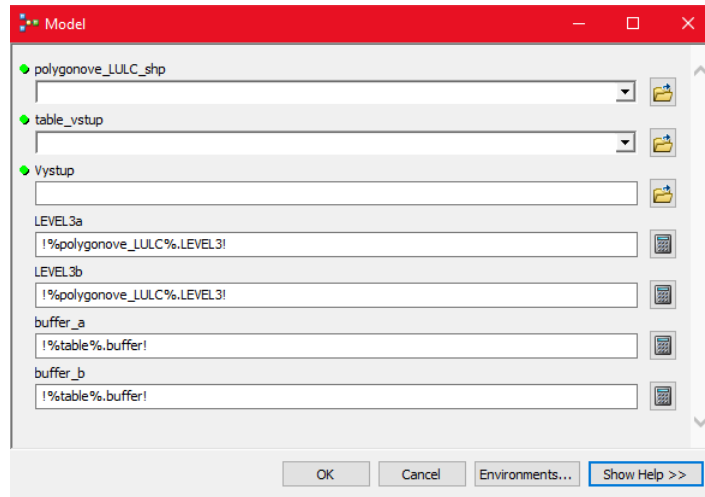 Model
polygonove_LULC_shp
table_vstup
Vystup
LEVEL3a
!%polygonove_LULC%.LEVEL3!
LEVEL3b
!%polygonove_LULC%.LEVEL3!
buffer_a
!%table%.buffer!
buffer_b
!%table%.buffer!
OK Cancel Environments... Show Help >>